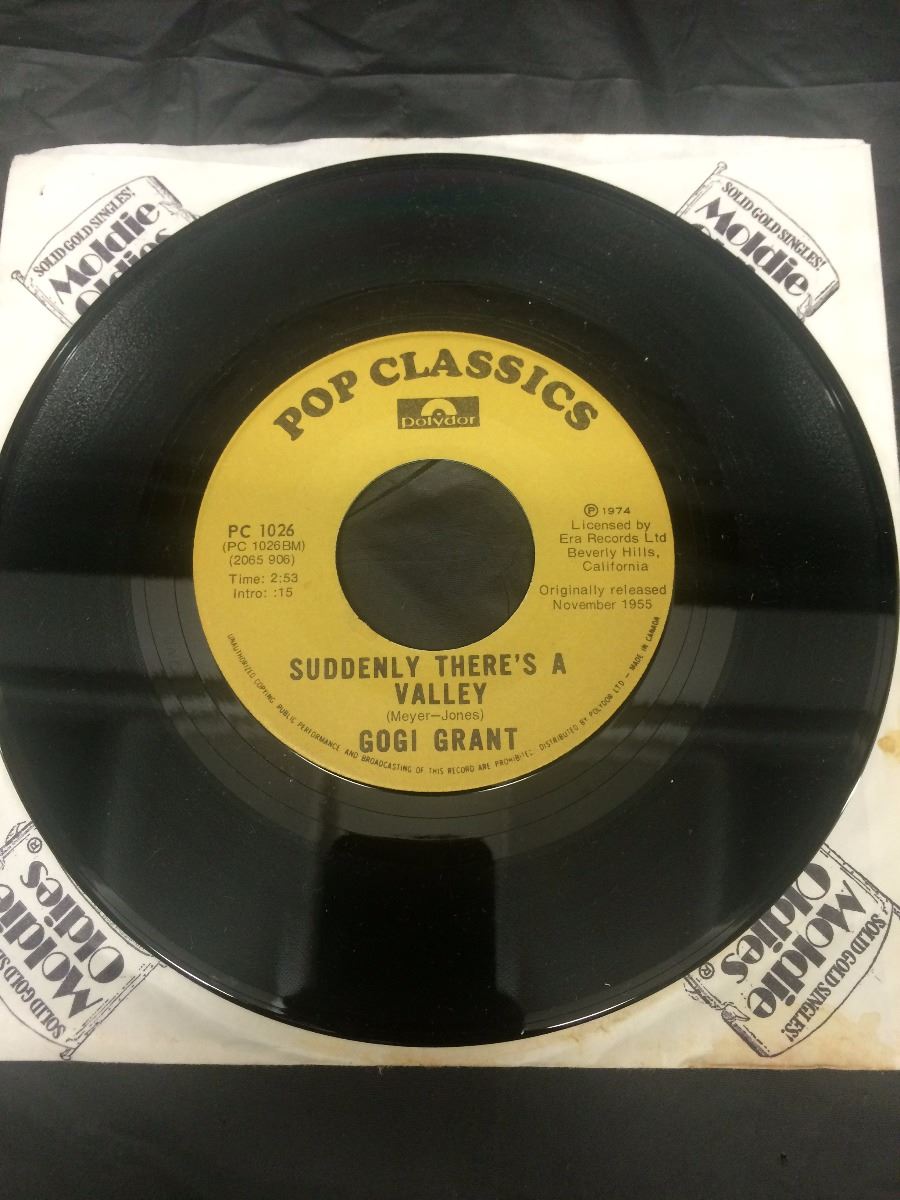 SOLID GOLD SINGLES!
Moldie
Oldies
SOLID GOLD SINGLES!
Moldie
POP CLASSICS
polydor
PC 1026
(PC 1026BM)
(2065 906)
Time: 2:53
Intro: :15
℗ 1974
Licensed by
Era Records Ltd
Beverly Hills,
California
Originally released
November 1955
SUDDENLY THERE'S A
VALLEY
(Meyer—Jones)
GOGI GRANT
UNAUTHORIZED COPYING PUBLIC PERFORMANCE AND BROADCASTING OF THIS RECORD ARE PROHIBITED. DISTRIBUTED BY POLYDOR LTD — MADE IN CANADA
SOLID GOLD S
Moldie
Oldies®
SOLID GOLD SINGLES!
Moldie
Oldies®